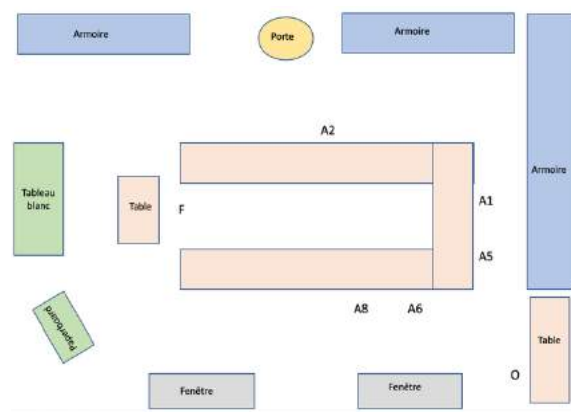 Armoire
Porte
Armoire
A2
Tableau
blanc
Table
F
A1
Armoire
A5
A8
A6
Paperboard
Table
O
Fenêtre
Fenêtre